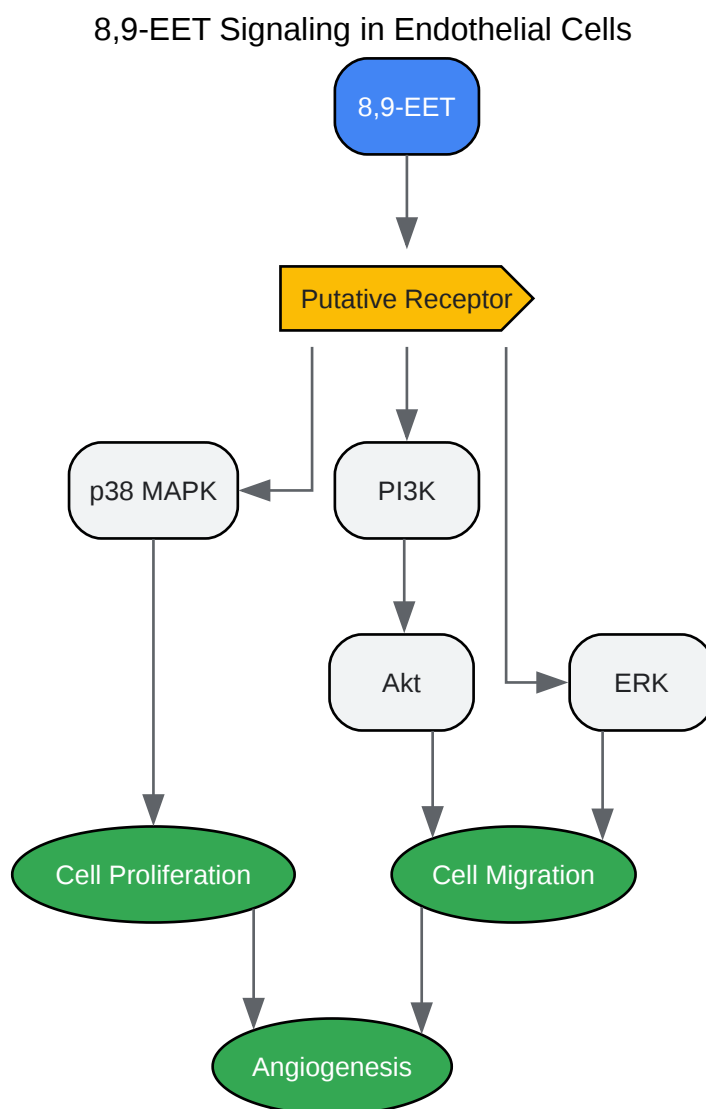 8,9-EET Signaling in Endothelial Cells
8,9-EET
Putative Receptor
p38 MAPK
PI3K
Akt
ERK
Cell Proliferation
Cell Migration
Angiogenesis